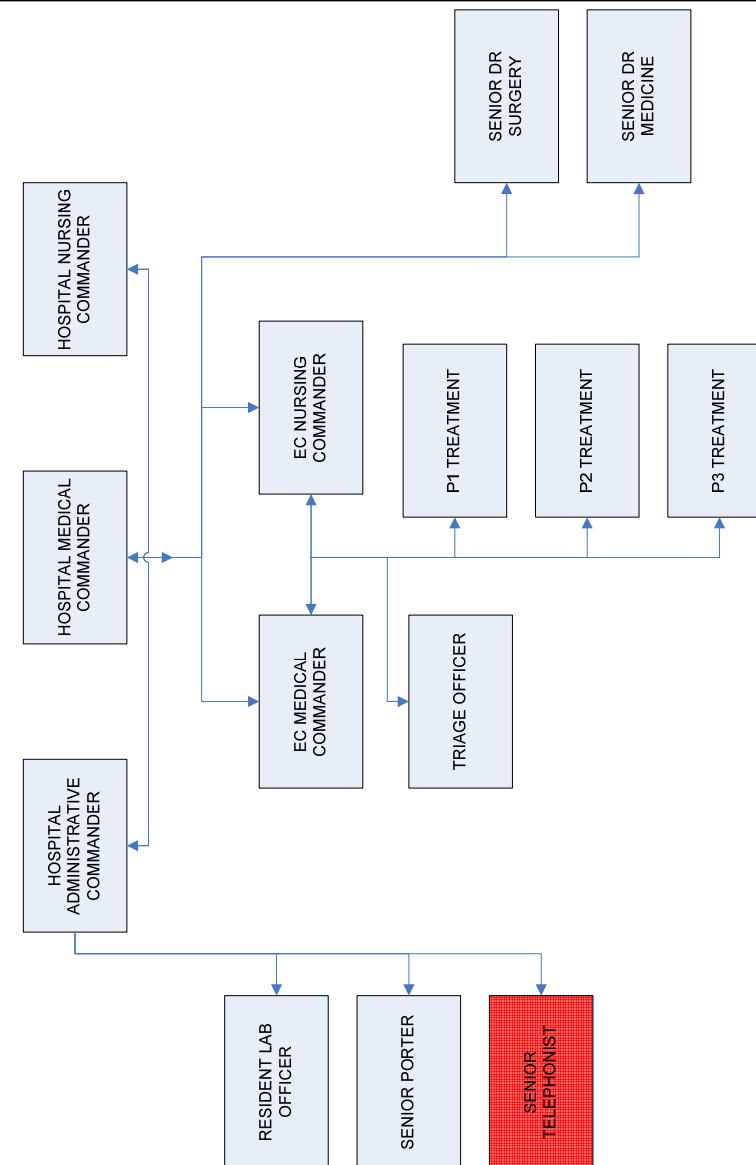 HOSPITAL
ADMINISTRATIVE
COMMANDER
HOSPITAL MEDICAL
COMMANDER
HOSPITAL NURSING
COMMANDER
RESIDENT LAB
OFFICER
SENIOR PORTER
SENIOR
TELEPHONIST
EC MEDICAL
COMMANDER
EC NURSING
COMMANDER
TRIAGE OFFICER
P1 TREATMENT
P2 TREATMENT
P3 TREATMENT
SENIOR DR
SURGERY
SENIOR DR
MEDICINE